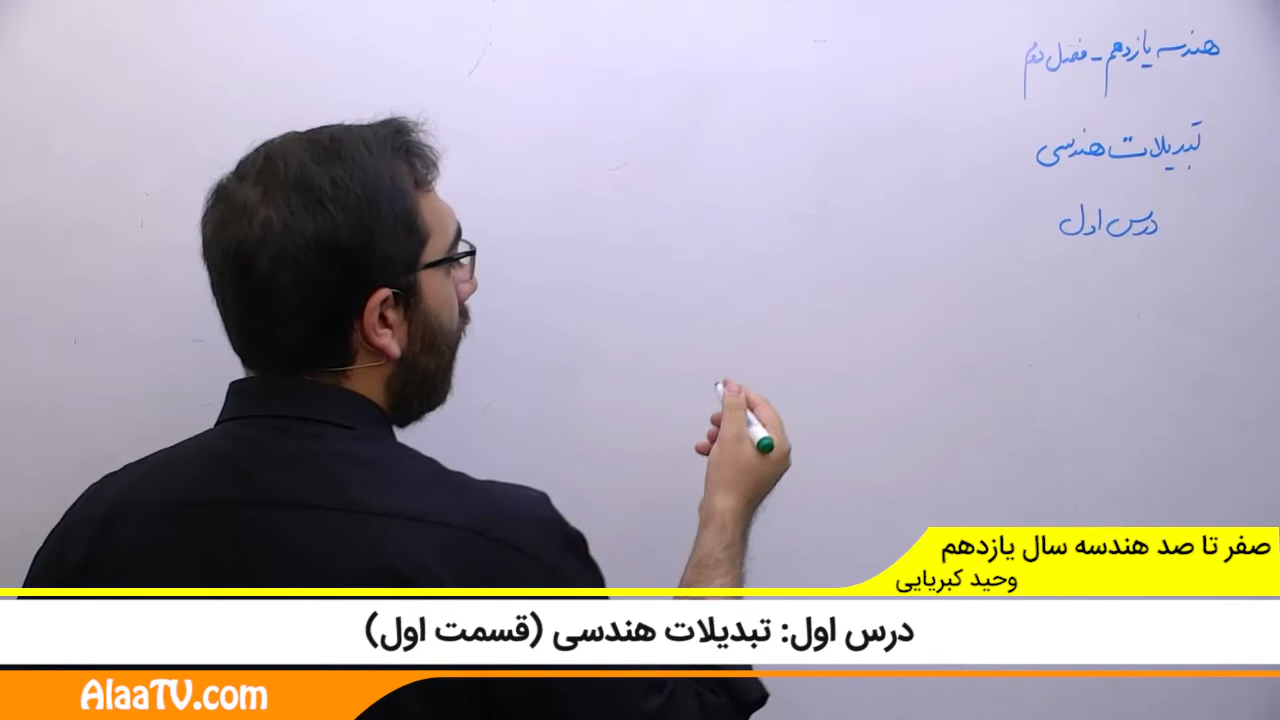 هندسه یازدهم - فصل دوم
تبدیلات هندسی
درس اول
صفر تا صد هندسه سال یازدهم
وحید کبریایی
درس اول: تبدیلات هندسی (قسمت اول)
AlaaTV.com